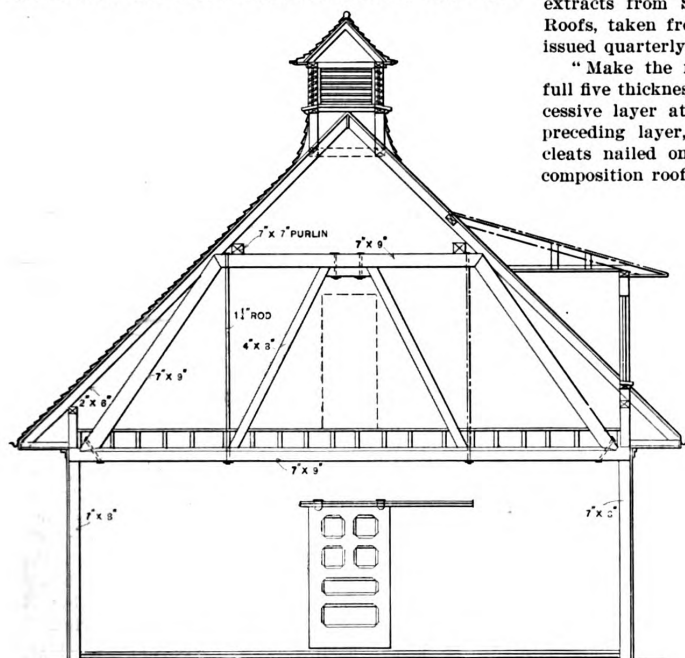 extracts from S
Roofs, taken fre
issued quarterly
"Make the
full five thicknes
cessive layer at
preceding layer,
cleats nailed on
composition roof
7" X 7" PURLIN
7" X 9"
1¼" ROD
4" X 8"
7" X 9"
2" X 6"
7" X 9"
7" X 8"